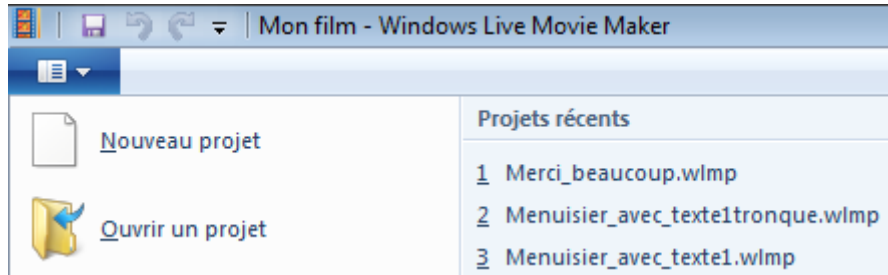 Mon film - Windows Live Movie Maker
Nouveau projet
Ouvrir un projet
Projets récents
1 Merci_beaucoup.wlmp
2 Menuisier_avec_texte1tronque.wlmp
3 Menuisier_avec_texte1.wlmp